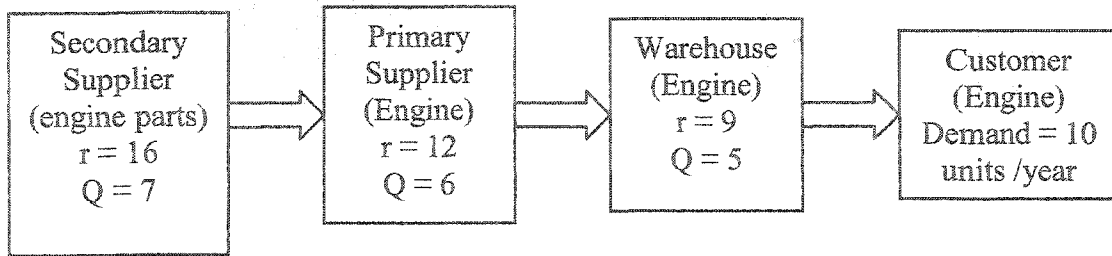 Secondary
Supplier
(engine parts)
r = 16
Q = 7
Primary
Supplier
(Engine)
r = 12
Q = 6
Warehouse
(Engine)
r = 9
Q = 5
Customer
(Engine)
Demand = 10
units /year